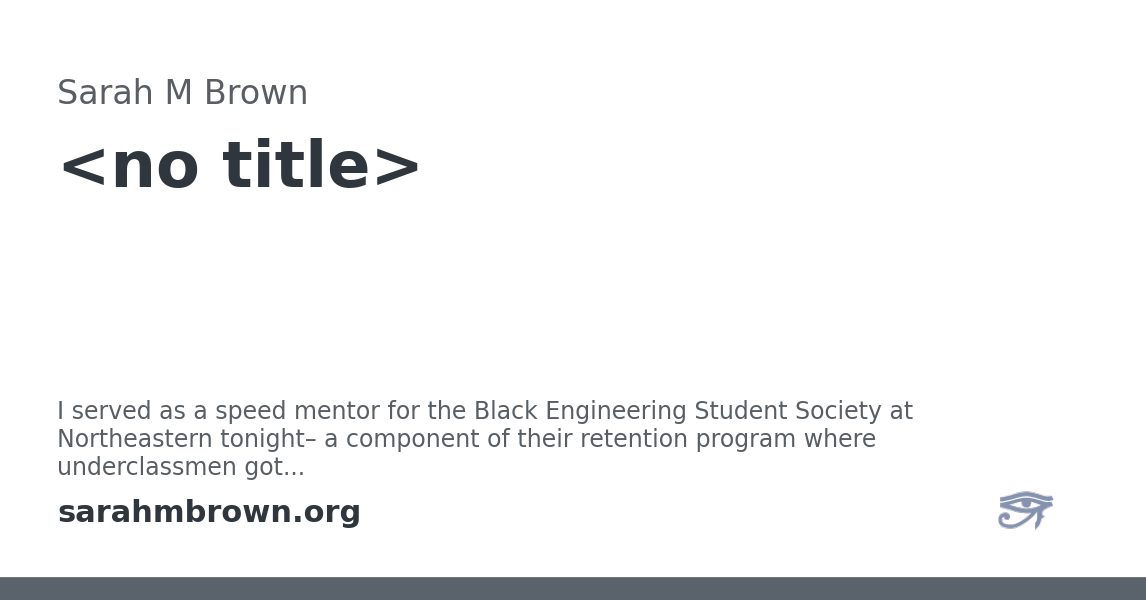 Sarah M Brown
<no title>
I served as a speed mentor for the Black Engineering Student Society at
Northeastern tonight– a component of their retention program where
underclassmen got...
sarahmbrown.org